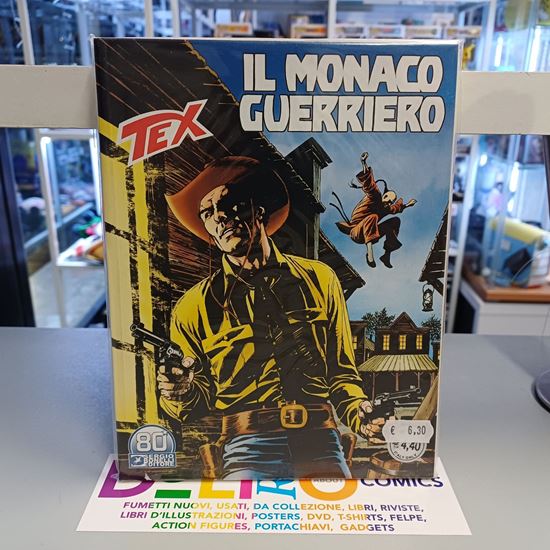 IL MONACO
GUERRIERO
TEX
€ 6,30
4,40
80
SERGIO
BONELLI
EDITORE
COMICS
FUMETTI NUOVI, USATI, DA COLLEZIONE, LIBRI, RIVISTE,
LIBRI D'ILLUSTRAZIONI, POSTERS, DVD, T-SHIRTS, FELPE,
ACTION FIGURES, PORTACHIAVI, GADGETS